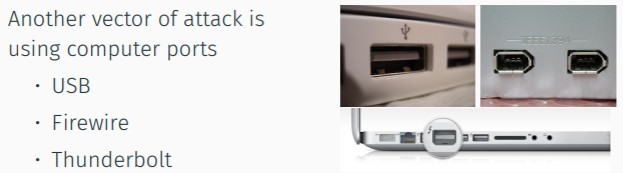 Another vector of attack is
using computer ports
· USB
· Firewire
· Thunderbolt